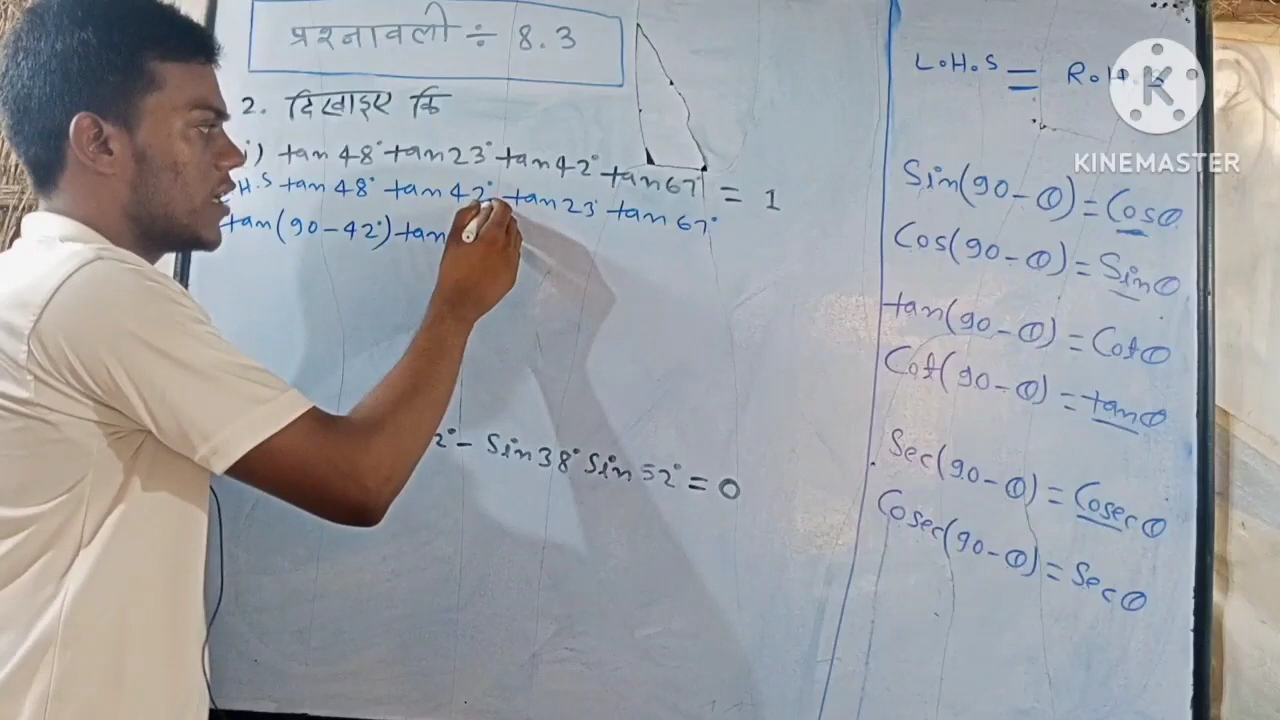 प्रश्नावली ÷ 8.3
2. दिखाइए कि
i) tan 48° tan 23° tan 42° tan 67° = 1
H.S tan 48° tan 42° tan 23° tan 67°
tan(90-42°) tan
2° - Sin 38° Sin 52° = 0
L.H.S = R.H.S
Sin(90-θ) = Cosθ
Cos(90-θ) = Sinθ
tan(90-θ) = Cotθ
Cot(90-θ) = tanθ
Sec(90-θ) = Cosecθ
Cosec(90-θ) = Secθ
KINEMASTER